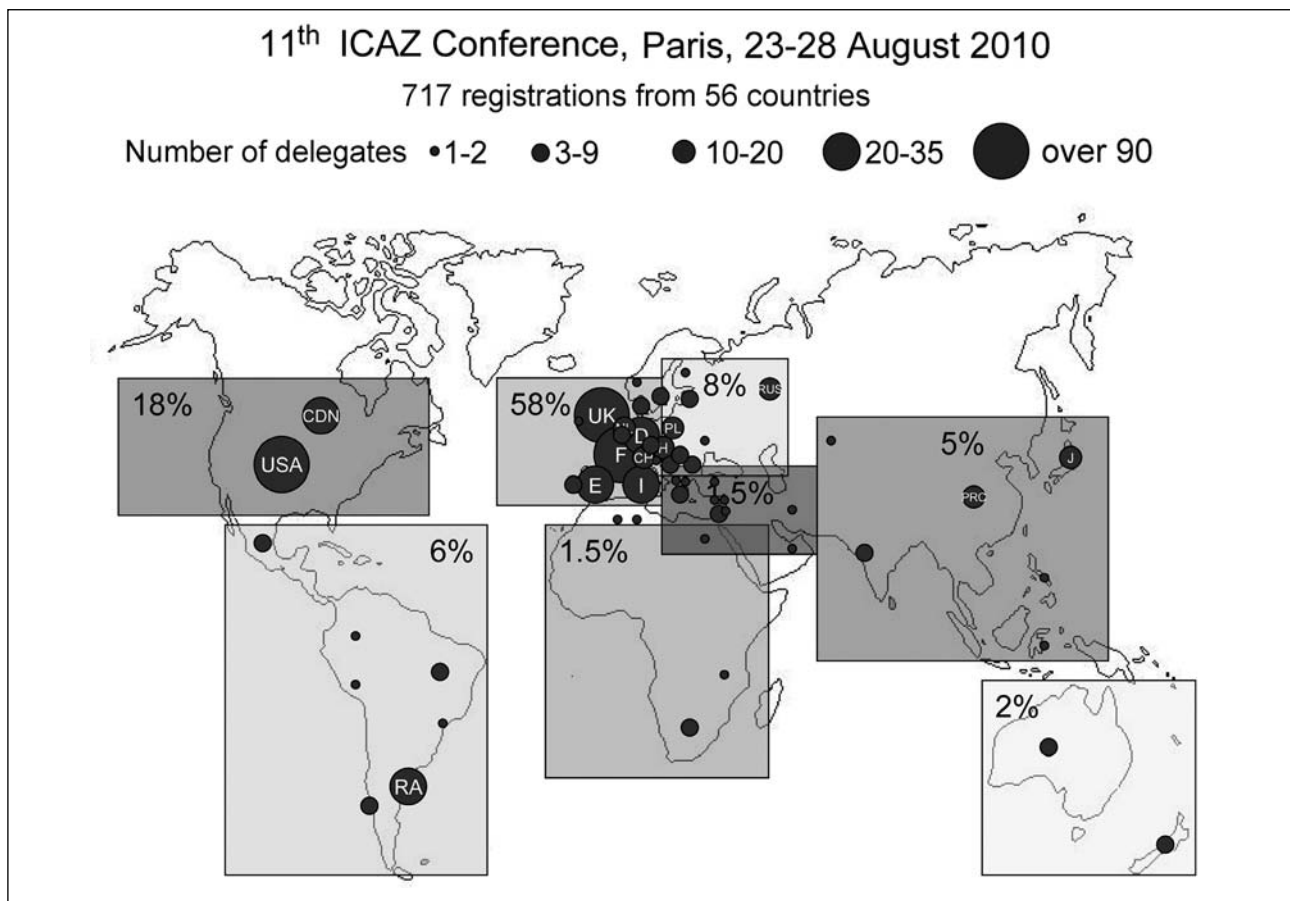 11th ICAZ Conference, Paris, 23-28 August 2010
717 registrations from 56 countries
Number of delegates 1-2 3-9 10-20 20-35 over 90
18%
CDN
USA
58%
UK
NL
D
F
CH
H
E
I
8%
RUS
PL
1.5%
5%
J
PRC
6%
RA
1.5%
2%